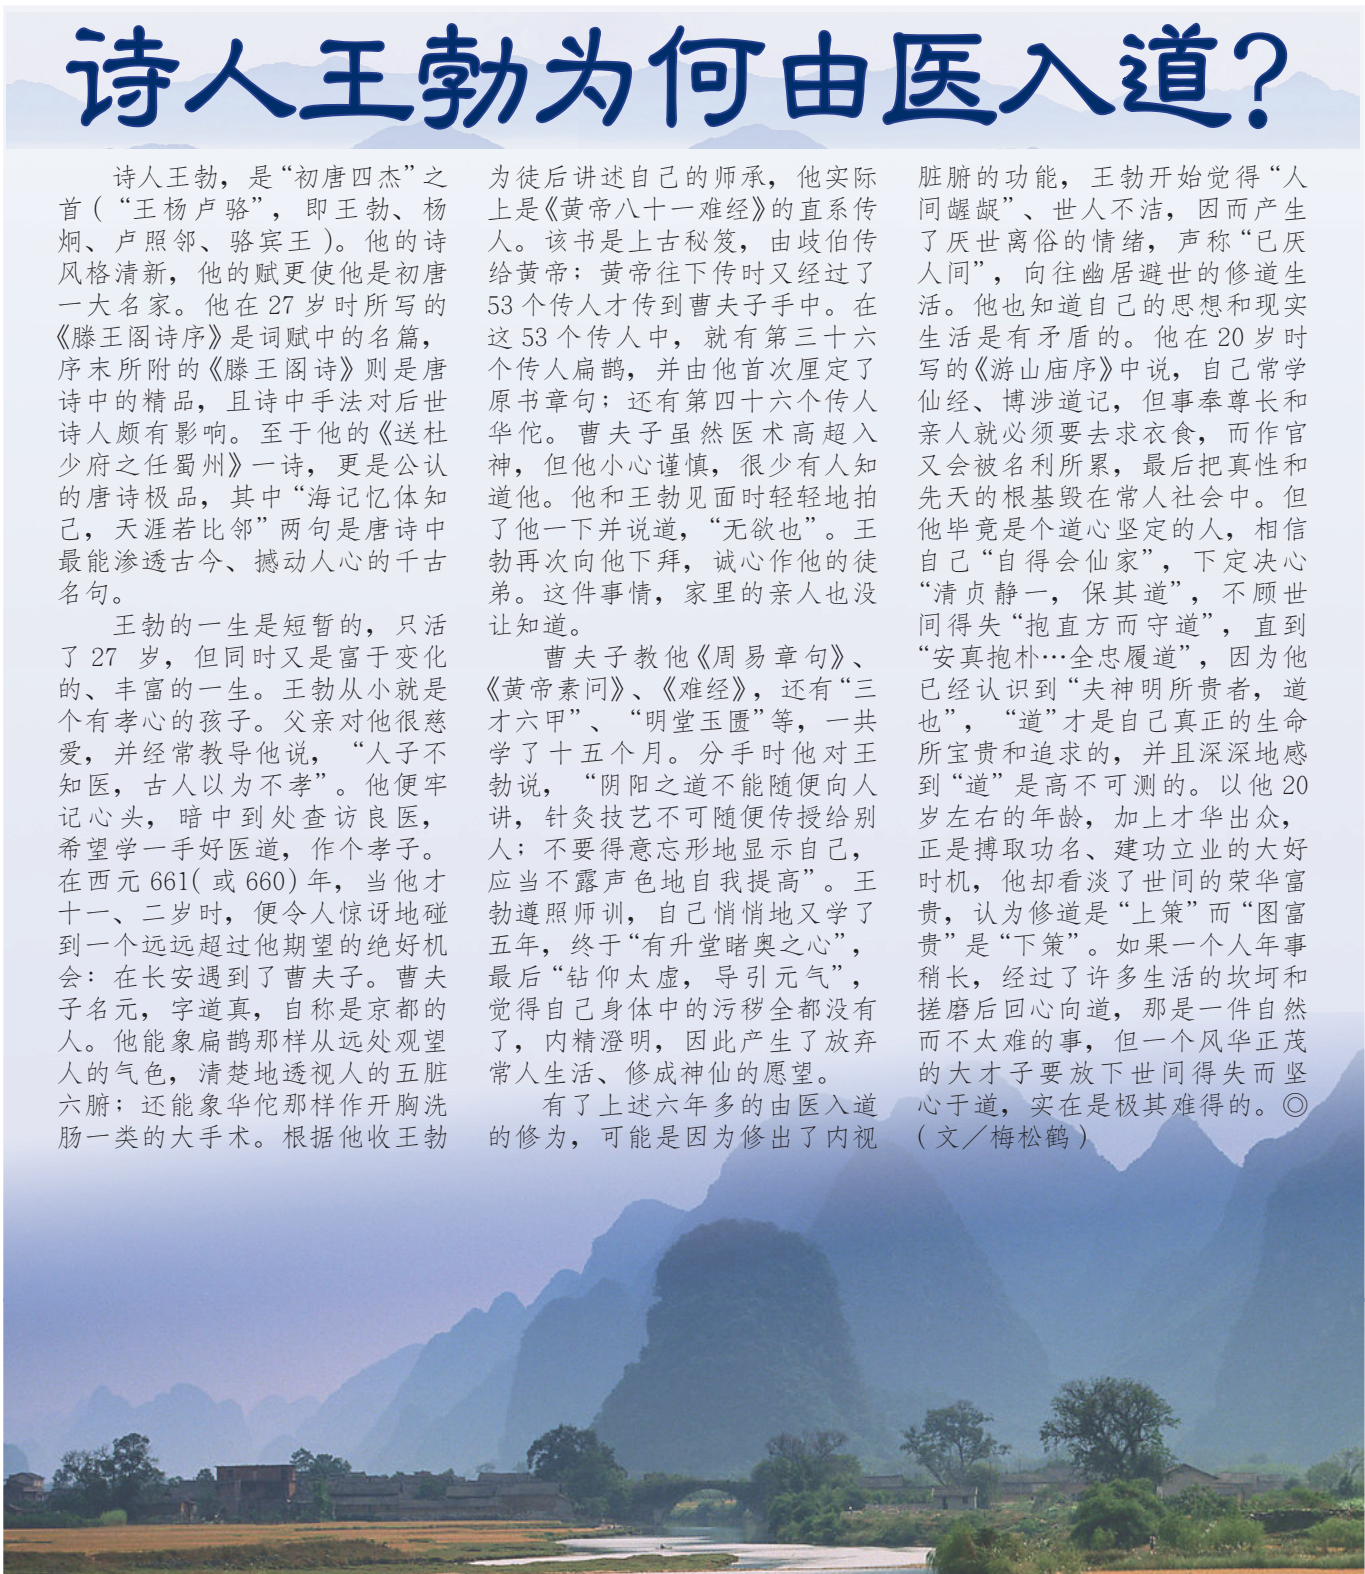 诗人王勃为何由医入道?
诗人王勃，是“初唐四杰”之
首（“王杨卢骆”，即王勃、杨
炯、卢照邻、骆宾王）。他的诗
风格清新，他的赋更使他是初唐
一大名家。他在27岁时所写的
《滕王阁诗序》是词赋中的名篇，
序末所附的《滕王阁诗》则是唐
诗中的精品，且诗中手法对后世
诗人颇有影响。至于他的《送杜
少府之任蜀州》一诗，更是公认
的唐诗极品，其中“海记忆体知
己，天涯若比邻”两句是唐诗中
最能渗透古今、撼动人心的千古
名句。
王勃的一生是短暂的，只活
了27 岁，但同时又是富于变化
的、丰富的一生。王勃从小就是
个有孝心的孩子。父亲对他很慈
爱，并经常教导他说，“人子不
知医，古人以为不孝”。他便牢
记心头，暗中到处查访良医，
希望学一手好医道，作个孝子。
在西元661(或660)年，当他才
十一、二岁时，便令人惊讶地碰
到一个远远超过他期望的绝好机
会：在长安遇到了曹夫子。曹夫
子名元，字道真，自称是京都的
人。他能象扁鹊那样从远处观望
人的气色，清楚地透视人的五脏
六腑；还能象华佗那样作开胸洗
肠一类的大手术。根据他收王勃
为徒后讲述自己的师承，他实际
上是《黄帝八十一难经》的直系传
人。该书是上古秘笈，由歧伯传
给黄帝；黄帝往下传时又经过了
53个传人才传到曹夫子手中。在
这53个传人中，就有第三十六
个传人扁鹊，并由他首次厘定了
原书章句；还有第四十六个传人
华佗。曹夫子虽然医术高超入
神，但他小心谨慎，很少有人知
道他。他和王勃见面时轻轻地拍
了他一下并说道，“无欲也”。王
勃再次向他下拜，诚心作他的徒
弟。这件事情，家里的亲人也没
让知道。
曹夫子教他《周易章句》、
《黄帝素问》、《难经》，还有“三
才六甲”、“明堂玉匮”等，一共
学了十五个月。分手时他对王
勃说，“阴阳之道不能随便向人
讲，针灸技艺不可随便传授给别
人；不要得意忘形地显示自己，
应当不露声色地自我提高”。王
勃遵照师训，自己悄悄地又学了
五年，终于“有升堂睹奥之心”，
最后“钻仰太虚，导引元气”，
觉得自己身体中的污秽全都没有
了，内精澄明，因此产生了放弃
常人生活、修成神仙的愿望。
有了上述六年多的由医入道
的修为，可能是因为修出了内视
脏腑的功能，王勃开始觉得“人
间龌龊”、世人不洁，因而产生
了厌世离俗的情绪，声称“已厌
人间”，向往幽居避世的修道生
活。他也知道自己的思想和现实
生活是有矛盾的。他在20岁时
写的《游山庙序》中说，自己常学
仙经、博涉道记，但事奉尊长和
亲人就必须要去求衣食，而作官
又会被名利所累，最后把真性和
先天的根基毁在常人社会中。但
他毕竟是个道心坚定的人，相信
自己“自得会仙家”，下定决心
“清贞静一，保其道”，不顾世
间得失“抱直方而守道”，直到
“安真抱朴…全忠履道”，因为他
已经认识到“夫神明所贵者，道
也”，“道”才是自己真正的生命
所宝贵和追求的，并且深深地感
到“道”是高不可测的。以他20
岁左右的年龄，加上才华出众，
正是搏取功名、建功立业的大好
时机，他却看淡了世间的荣华富
贵，认为修道是“上策”而“图富
贵”是“下策”。如果一个人年事
稍长，经过了许多生活的坎坷和
搓磨后回心向道，那是一件自然
而不太难的事，但一个风华正茂
的大才子要放下世间得失而坚
心于道，实在是极其难得的。◎
（文／梅松鹤）